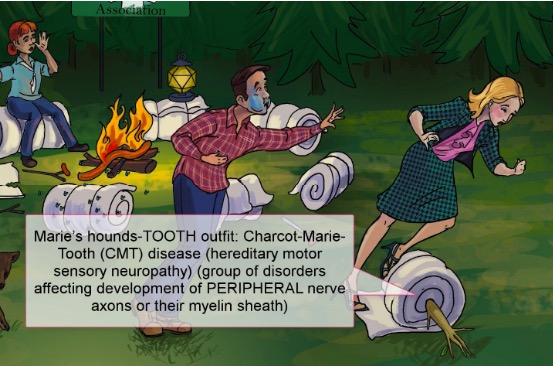 Association
Marie's hounds-TOOTH outfit: Charcot-Marie-
Tooth (CMT) disease (hereditary motor
sensory neuropathy) (group of disorders
affecting development of PERIPHERAL nerve
axons or their myelin sheath)